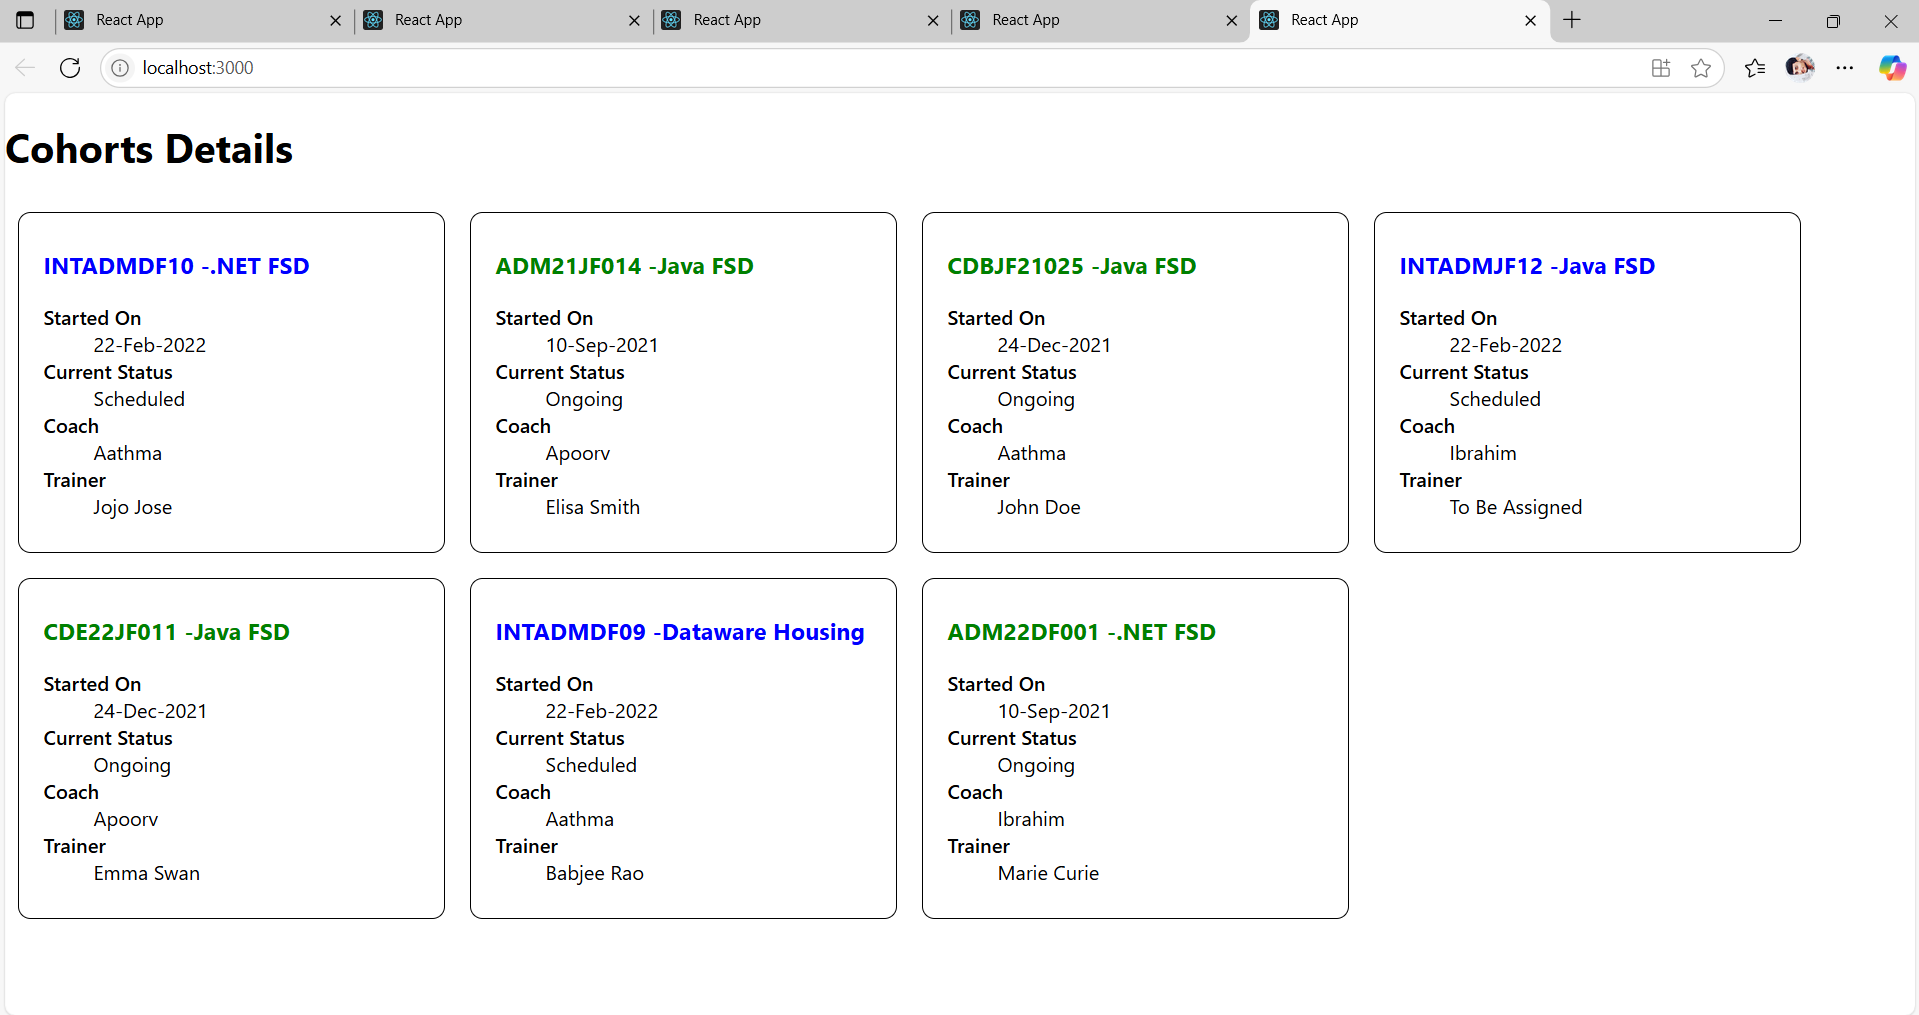 React App
React App
React App
React App
React App
localhost:3000
Cohorts Details
INTADMDF10 -.NET FSD
Started On
22-Feb-2022
Current Status
Scheduled
Coach
Aathma
Trainer
Jojo Jose
ADM21JF014 -Java FSD
Started On
10-Sep-2021
Current Status
Ongoing
Coach
Apoorv
Trainer
Elisa Smith
CDBJF21025 -Java FSD
Started On
24-Dec-2021
Current Status
Ongoing
Coach
Aathma
Trainer
John Doe
INTADMJF12 -Java FSD
Started On
22-Feb-2022
Current Status
Scheduled
Coach
Ibrahim
Trainer
To Be Assigned
CDE22JF011 -Java FSD
Started On
24-Dec-2021
Current Status
Ongoing
Coach
Apoorv
Trainer
Emma Swan
INTADMDF09 -Dataware Housing
Started On
22-Feb-2022
Current Status
Scheduled
Coach
Aathma
Trainer
Babjee Rao
ADM22DF001 -.NET FSD
Started On
10-Sep-2021
Current Status
Ongoing
Coach
Ibrahim
Trainer
Marie Curie